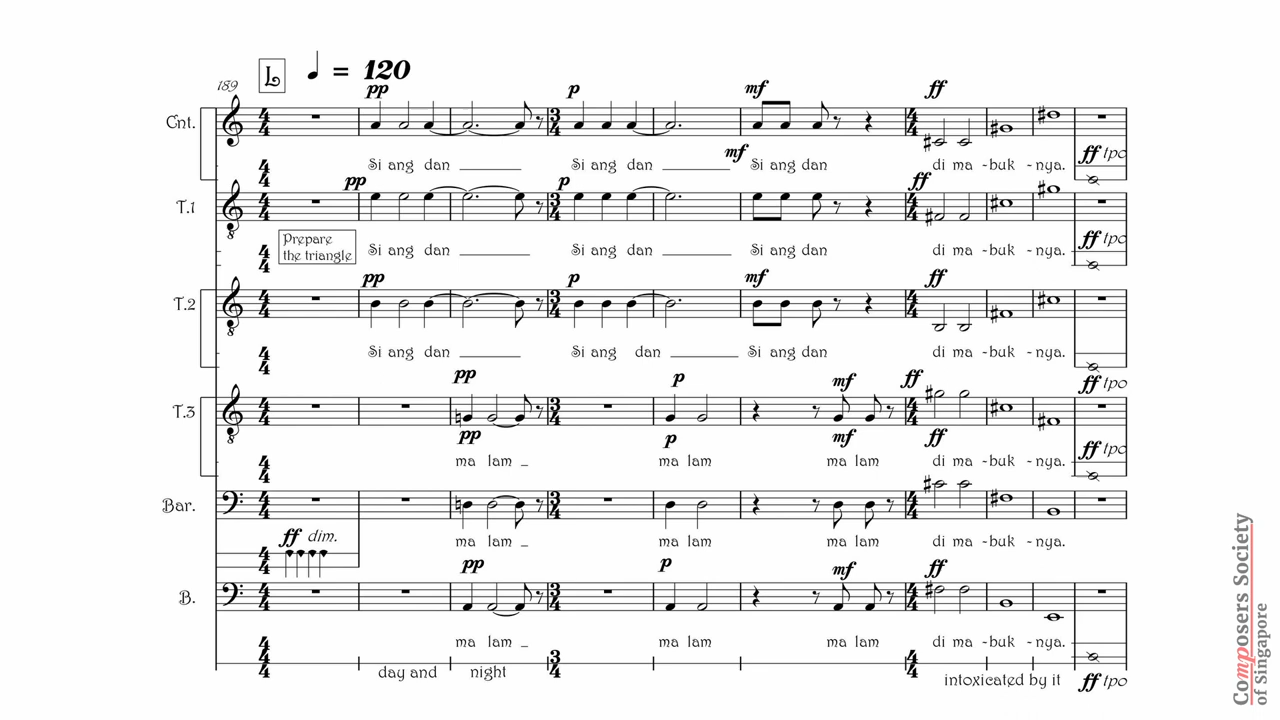 189
L ♩ = 120
pp p mf ff
Cnt.
Si ang dan Si ang dan Si ang dan di ma -buk -nya.
mf
ff tpo
pp p ff
T.1
Prepare
the triangle
Si ang dan Si ang dan Si ang dan di ma -buk -nya.
ff tpo
pp p mf ff
T.2
Si ang dan Si ang dan Si ang dan di ma -buk -nya.
pp p mf ff
ff tpo
T.3
pp p mf ff
ma lam _ ma lam ma lam di ma -buk -nya.
ff tpo
Bar.
ma lam _ ma lam ma lam di ma -buk -nya.
ff dim.
pp p mf ff
B.
ma lam _ ma lam ma lam di ma -buk -nya.
day and night intoxicated by it
ff tpo
Composers Society
of Singapore